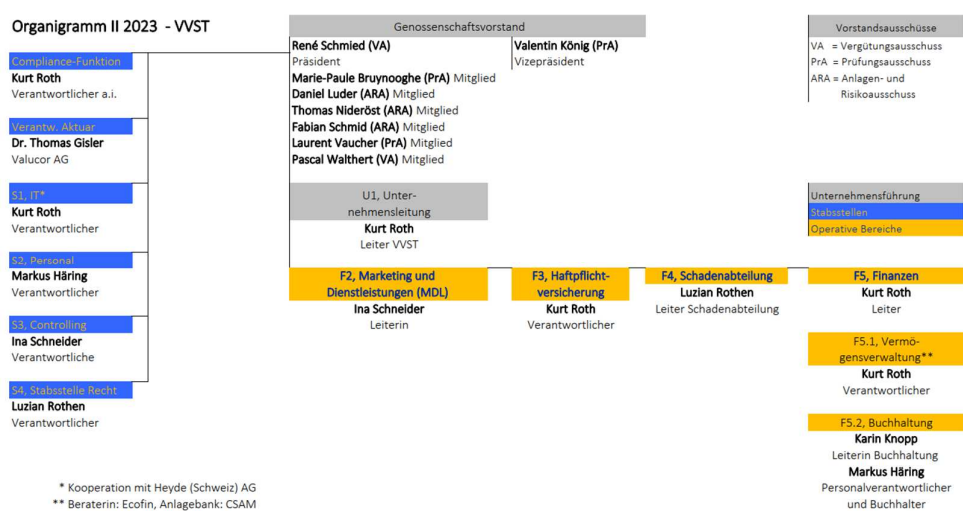 Organigramm II 2023 - VVST
Compliance-Funktion
Kurt Roth
Verantwortlicher a.i.
Verantw. Aktuar
Dr. Thomas Gisler
Valucor AG
S1, IT*
Kurt Roth
Verantwortlicher
S2, Personal
Markus Häring
Verantwortlicher
S3, Controlling
Ina Schneider
Verantwortliche
S4, Stabsstelle Recht
Luzian Rothen
Verantwortlicher
Genossenschaftsvorstand
René Schmied (VA)
Präsident
Valentin König (PrA)
Vizepräsident
Marie-Paule Bruynooghe (PrA) Mitglied
Daniel Luder (ARA) Mitglied
Thomas Nideröst (ARA) Mitglied
Fabian Schmid (ARA) Mitglied
Laurent Vaucher (PrA) Mitglied
Pascal Walthert (VA) Mitglied
Vorstandsausschüsse
VA = Vergütungsausschuss
PrA = Prüfungsausschuss
ARA = Anlagen- und
Risikoausschuss
U1, Unter-
nehmensleitung
Kurt Roth
Leiter VVST
Unternehmensführung
Stabsstellen
Operative Bereiche
F2, Marketing und
Dienstleistungen (MDL)
Ina Schneider
Leiterin
F3, Haftpflicht-
versicherung
Kurt Roth
Verantwortlicher
F4, Schadenabteilung
Luzian Rothen
Leiter Schadenabteilung
F5, Finanzen
Kurt Roth
Leiter
F5.1, Vermö-
gensverwaltung**
Kurt Roth
Verantwortlicher
F5.2, Buchhaltung
Karin Knopp
Leiterin Buchhaltung
Markus Häring
Personalverantwortlicher
und Buchhalter
* Kooperation mit Heyde (Schweiz) AG
** Beraterin: Ecofin, Anlagebank: CSAM